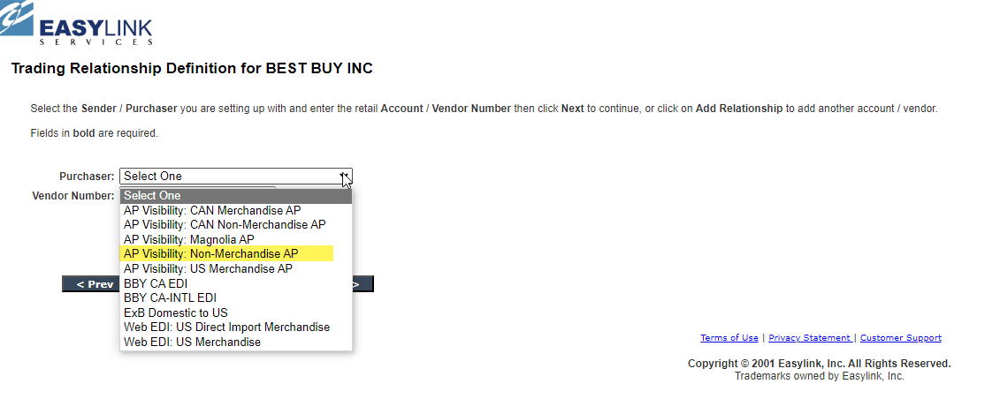 EASYLINK
SERVICES
Trading Relationship Definition for BEST BUY INC
Select the Sender / Purchaser you are setting up with and enter the retail Account / Vendor Number then click Next to continue, or click on Add Relationship to add another account / vendor.
Fields in bold are required.
Purchaser: Select One
Vendor Number:
Select One
AP Visibility: CAN Merchandise AP
AP Visibility: CAN Non-Merchandise AP
AP Visibility: Magnolia AP
AP Visibility: Non-Merchandise AP
AP Visibility: US Merchandise AP
BBY CA EDI
BBY CA-INTL EDI
ExB Domestic to US
Web EDI: US Direct Import Merchandise
Web EDI: US Merchandise
< Prev >
Terms of Use | Privacy Statement | Customer Support
Copyright © 2001 Easylink, Inc. All Rights Reserved.
Trademarks owned by Easylink, Inc.